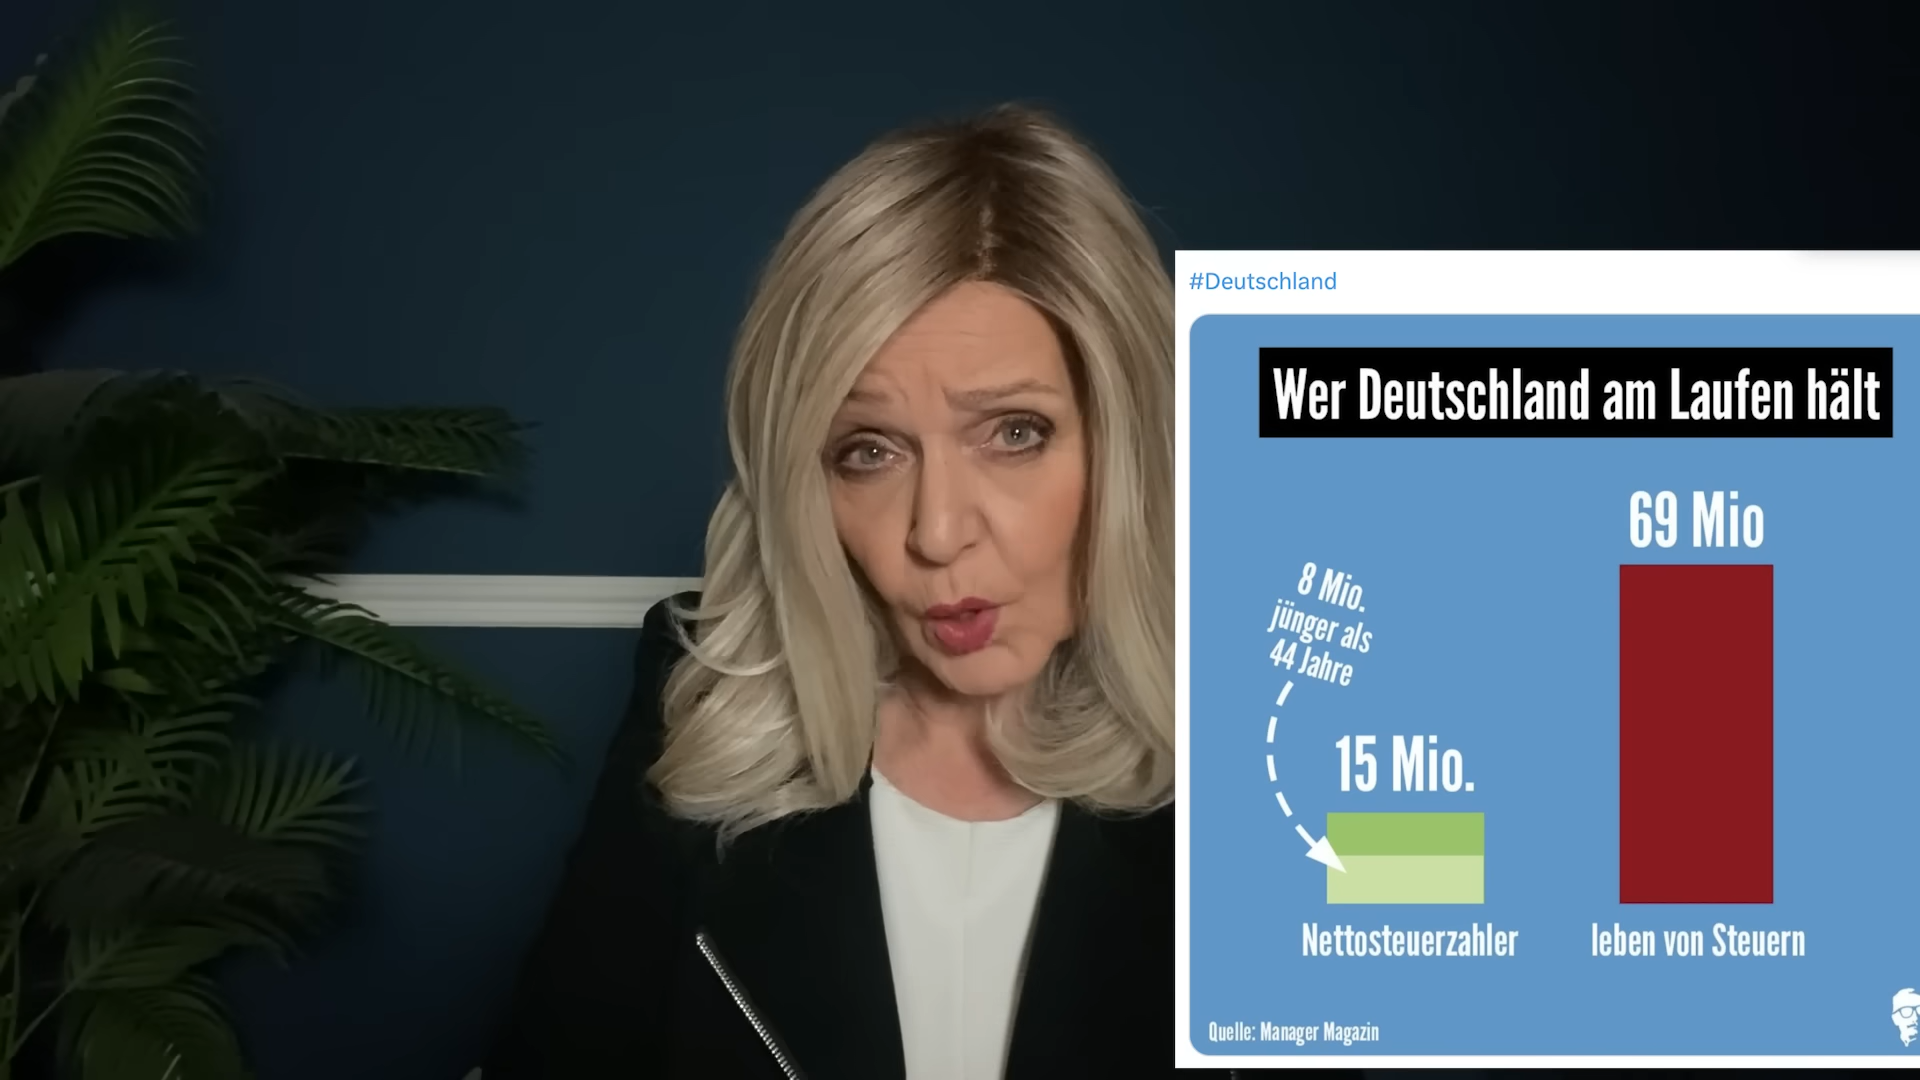 #Deutschland
Wer Deutschland am Laufen hält
69 Mio
8 Mio.
jünger als
44 Jahre
15 Mio.
Nettosteuerzahler
leben von Steuern
Quelle: Manager Magazin